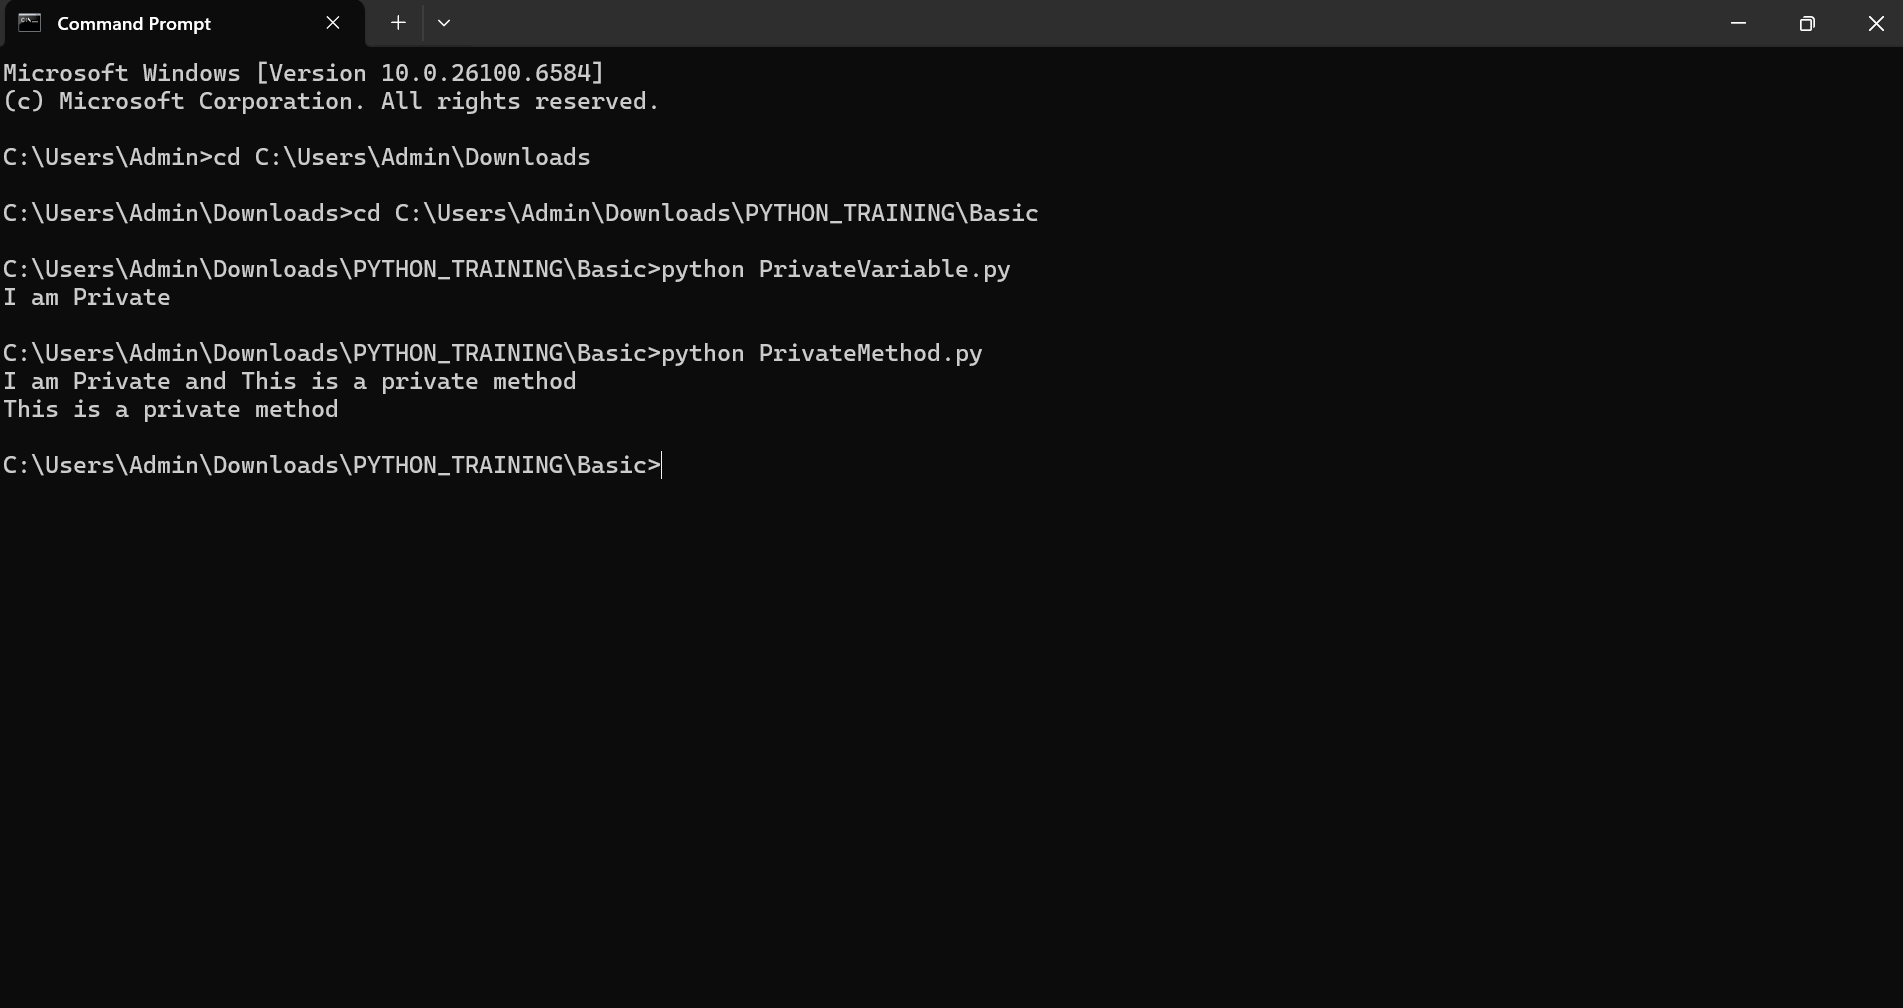 Command Prompt
Microsoft Windows [Version 10.0.26100.6584]
(c) Microsoft Corporation. All rights reserved.
C:\Users\Admin>cd C:\Users\Admin\Downloads
C:\Users\Admin\Downloads>cd C:\Users\Admin\Downloads\PYTHON_TRAINING\Basic
C:\Users\Admin\Downloads\PYTHON_TRAINING\Basic>python PrivateVariable.py
I am Private
C:\Users\Admin\Downloads\PYTHON_TRAINING\Basic>python PrivateMethod.py
I am Private and This is a private method
This is a private method
C:\Users\Admin\Downloads\PYTHON_TRAINING\Basic>